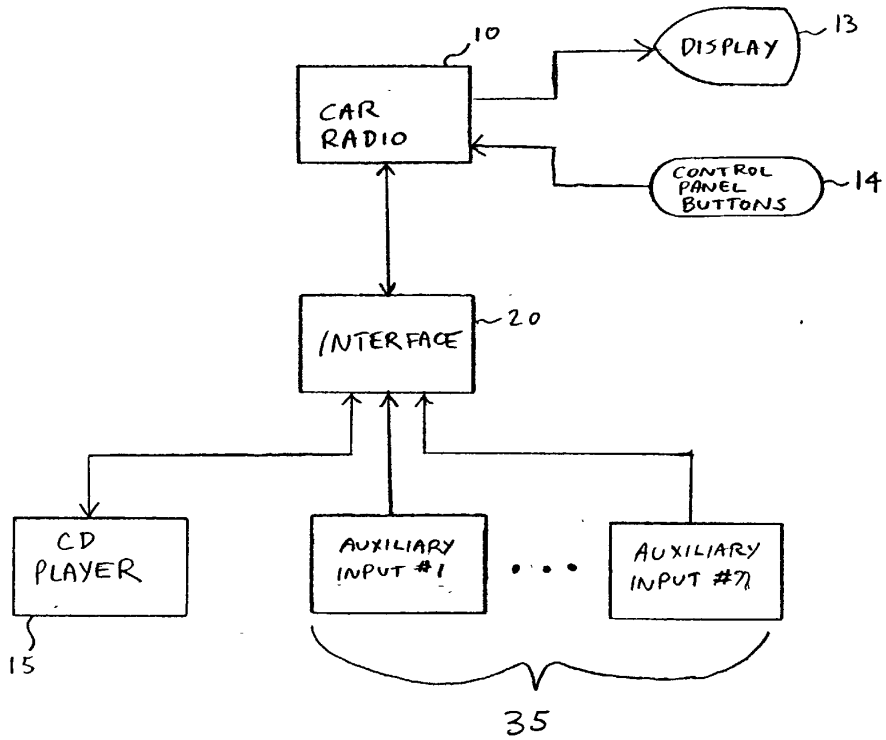 10
13
DISPLAY
CAR
RADIO
CONTROL
PANEL
BUTTONS
14
20
INTERFACE
CD
PLAYER
AUXILIARY
INPUT #1
• • •
AUXILIARY
INPUT #n
15
35